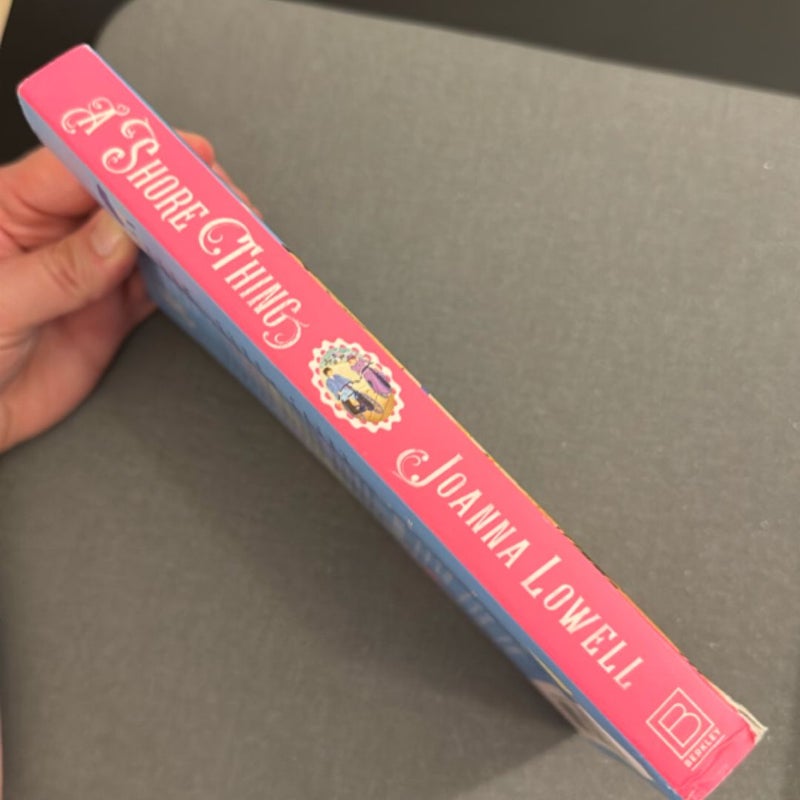 A Shore Thing
Joanna Lowell
B
BERKLEY